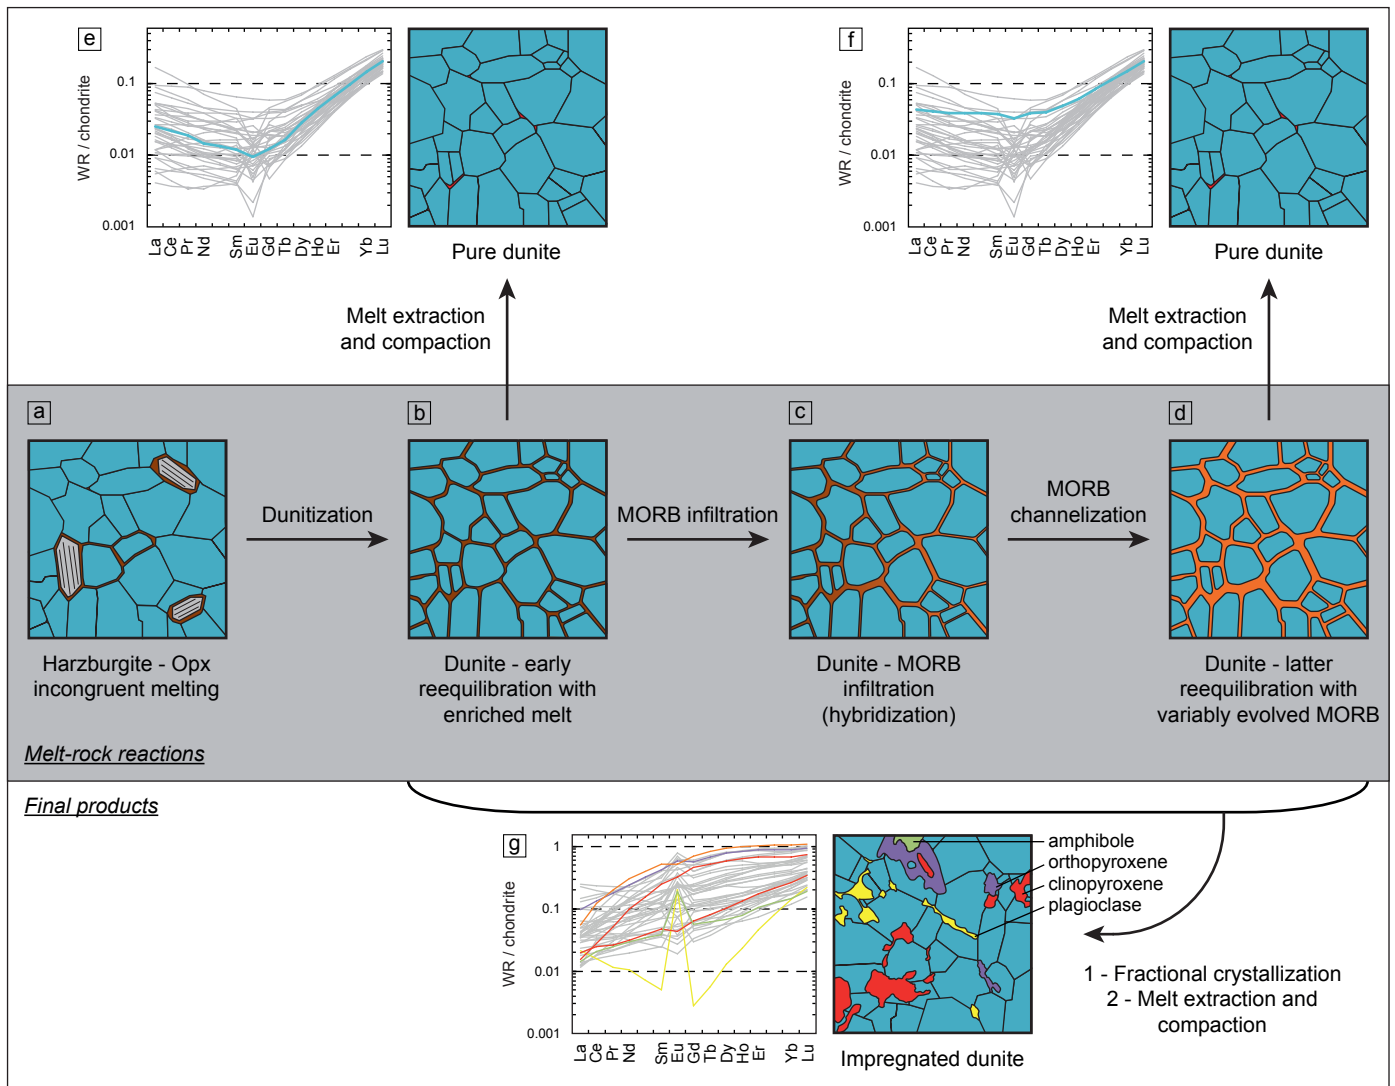 e
WR / chondrite
0.1
0.01
0.001
La Ce Pr Nd Sm Eu Gd Tb Dy Ho Er Yb Lu
Pure dunite
f
WR / chondrite
0.1
0.01
0.001
La Ce Pr Nd Sm Eu Gd Tb Dy Ho Er Yb Lu
Pure dunite
Melt extraction
and compaction
Melt extraction
and compaction
a
Harzburgite - Opx
incongruent melting
Dunitization
b
Dunite - early
reequilibration with
enriched melt
MORB infiltration
c
Dunite - MORB
infiltration
(hybridization)
MORB
channelization
d
Dunite - latter
reequilibration with
variably evolved MORB
Melt-rock reactions
Final products
g
WR / chondrite
1
0.1
0.01
0.001
La Ce Pr Nd Sm Eu Gd Tb Dy Ho Er Yb Lu
amphibole
orthopyroxene
clinopyroxene
plagioclase
Impregnated dunite
1 - Fractional crystallization
2 - Melt extraction and
compaction